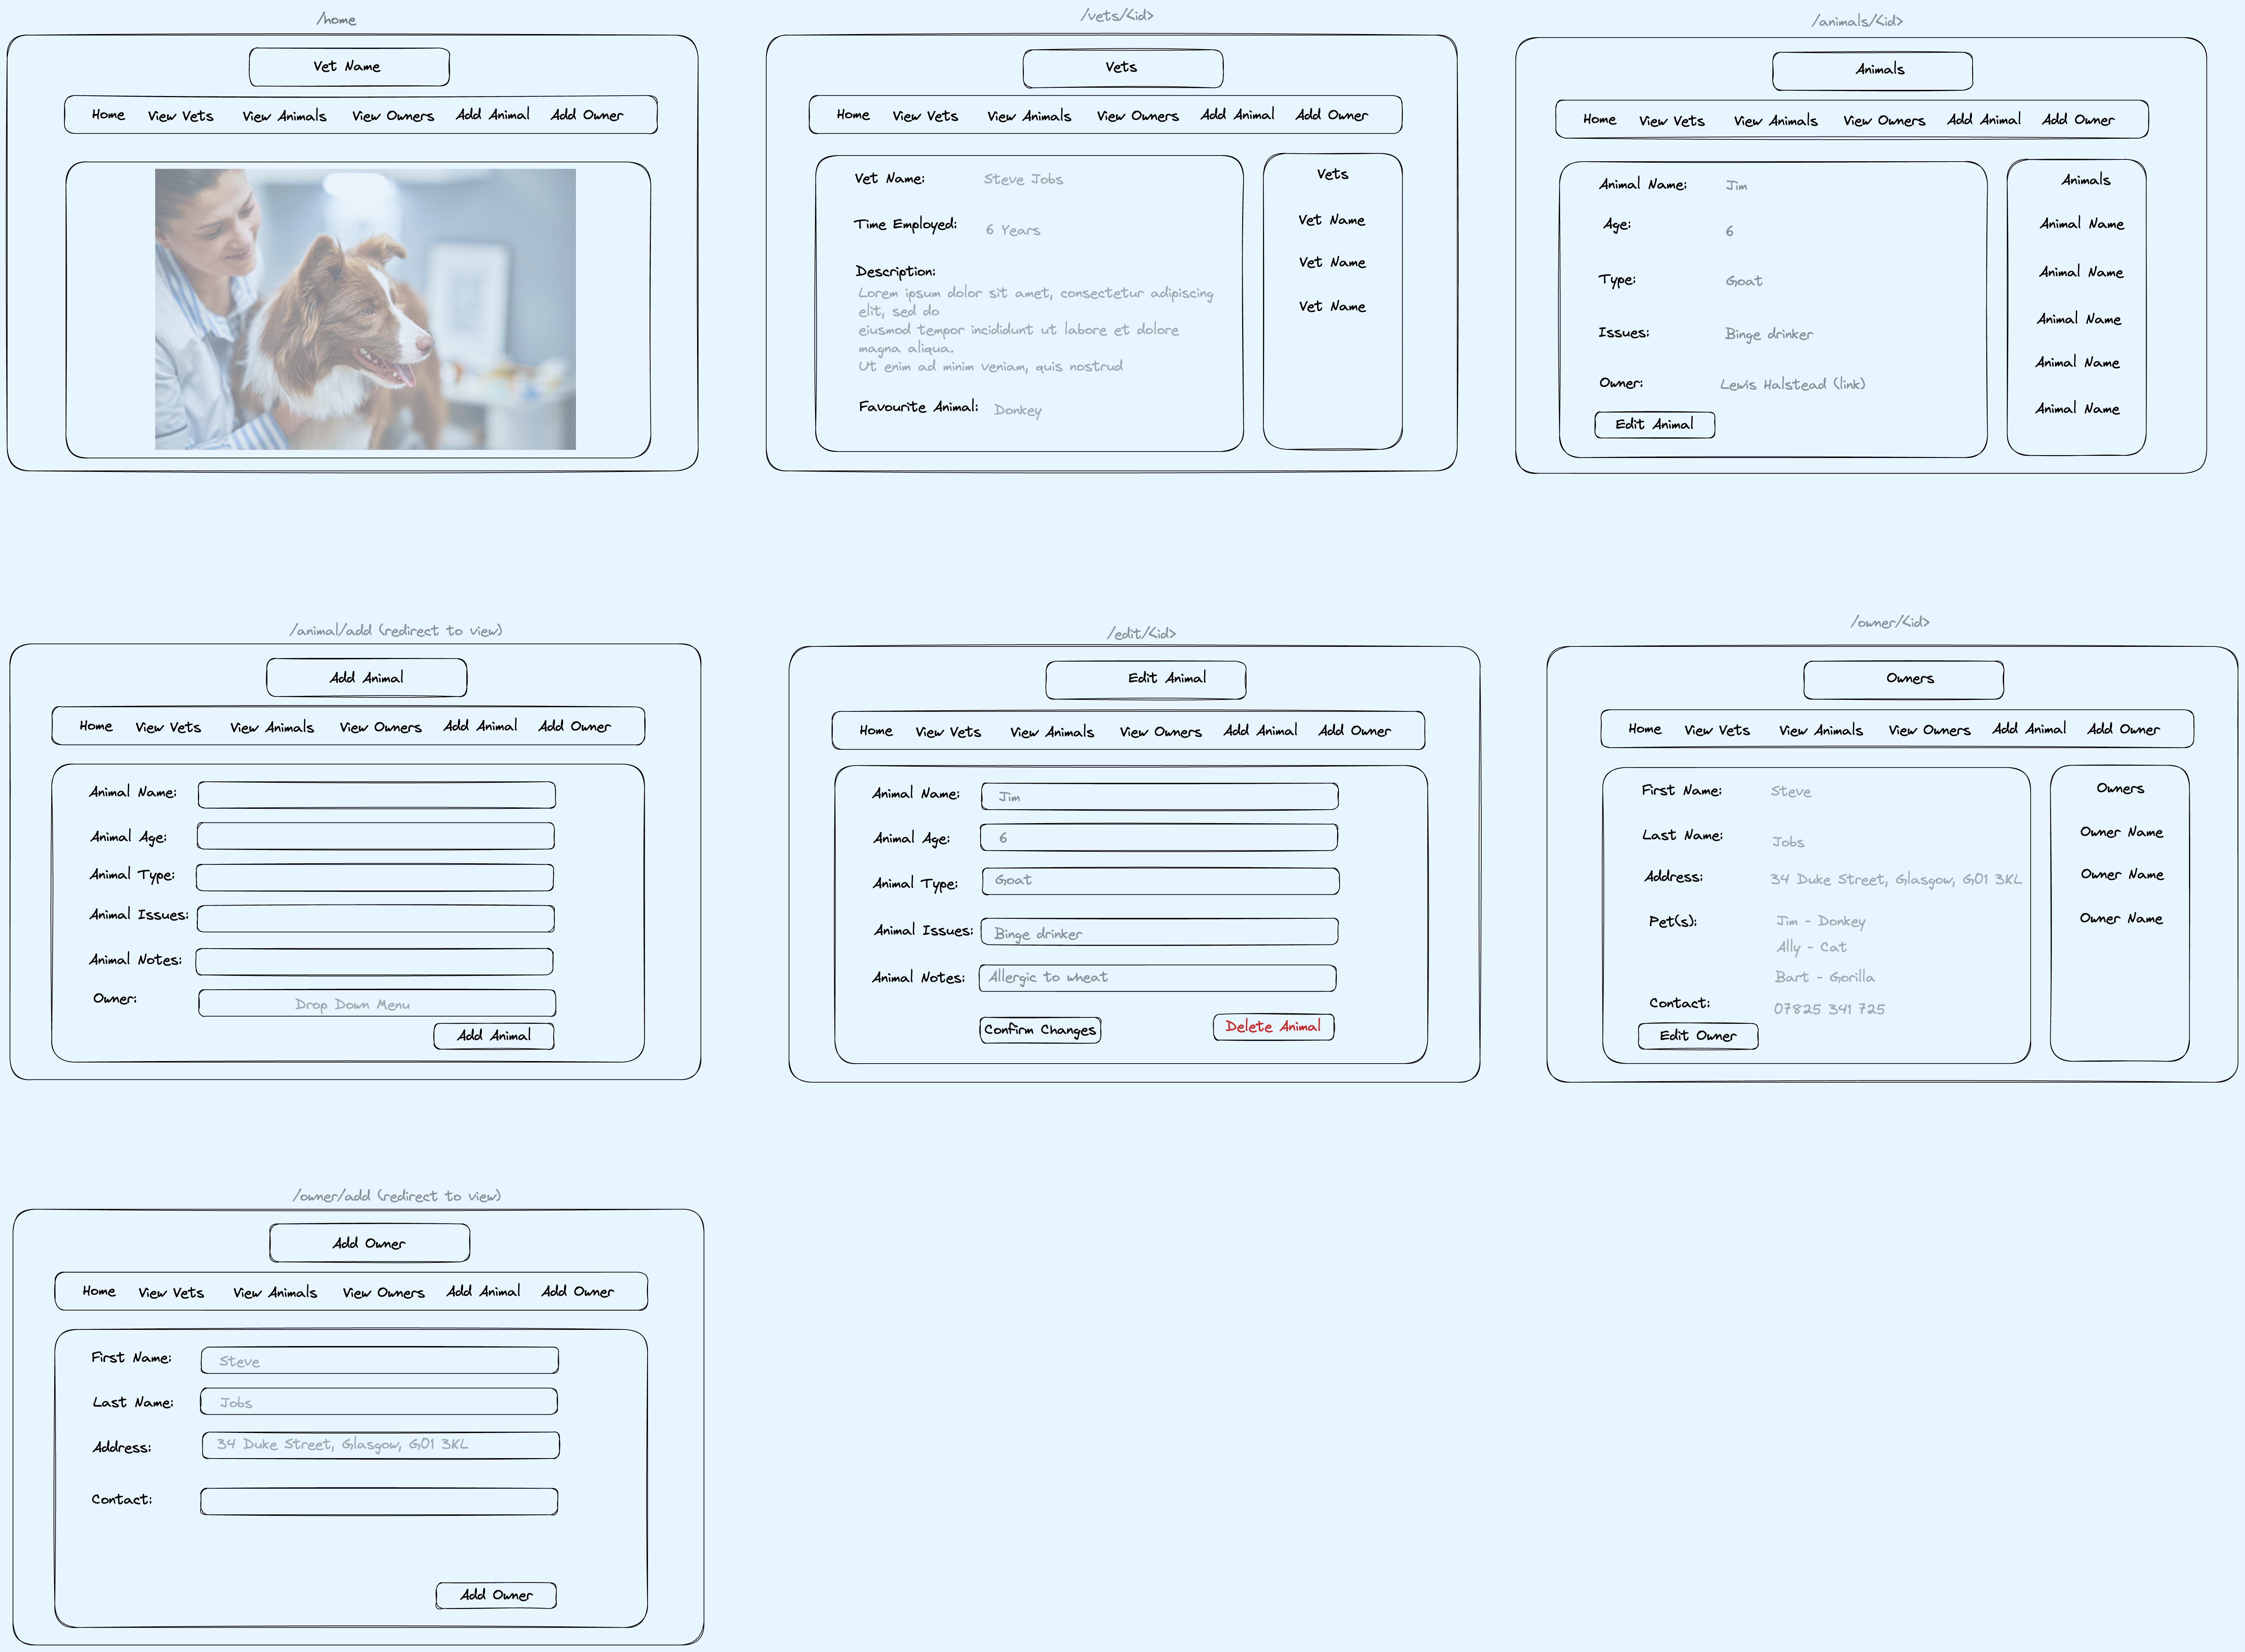 /home
Vet Name
Home View Vets View Animals View Owners Add Animal Add Owner
/vets/<id>
Vets
Home View Vets View Animals View Owners Add Animal Add Owner
Vet Name: Steve Jobs
Time Employed: 6 Years
Description:
Lorem ipsum dolor sit amet, consectetur adipiscing
elit, sed do
eiusmod tempor incididunt ut labore et dolore
magna aliqua.
Ut enim ad minim veniam, quis nostrud
Favourite Animal: Donkey
Vets
Vet Name
Vet Name
Vet Name
/animals/<id>
Animals
Home View Vets View Animals View Owners Add Animal Add Owner
Animal Name: Jim
Age: 6
Type: Goat
Issues: Binge drinker
Owner: Lewis Halstead (link)
Edit Animal
Animals
Animal Name
Animal Name
Animal Name
Animal Name
Animal Name
/animal/add (redirect to view)
Add Animal
Home View Vets View Animals View Owners Add Animal Add Owner
Animal Name:
Animal Age:
Animal Type:
Animal Issues:
Animal Notes:
Owner: Drop Down Menu
Add Animal
/edit/<id>
Edit Animal
Home View Vets View Animals View Owners Add Animal Add Owner
Animal Name: Jim
Animal Age: 6
Animal Type: Goat
Animal Issues: Binge drinker
Animal Notes: Allergic to wheat
Confirm Changes Delete Animal
/owner/<id>
Owners
Home View Vets View Animals View Owners Add Animal Add Owner
First Name: Steve
Last Name: Jobs
Address: 34 Duke Street, Glasgow, G01 3KL
Pet(s): Jim - Donkey
Ally - Cat
Bart - Gorilla
Contact: 07825 341 725
Edit Owner
Owners
Owner Name
Owner Name
Owner Name
/owner/add (redirect to view)
Add Owner
Home View Vets View Animals View Owners Add Animal Add Owner
First Name: Steve
Last Name: Jobs
Address: 34 Duke Street, Glasgow, G01 3KL
Contact:
Add Owner